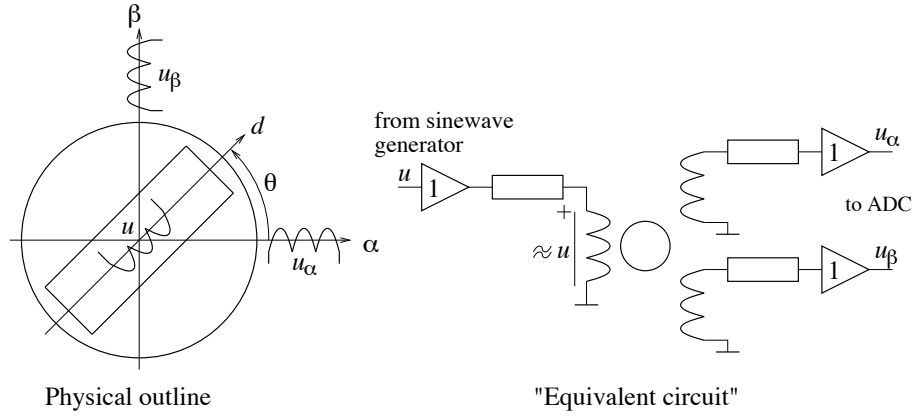 β
u_β
d
θ
u
u_α
α
Physical outline
from sinewave
generator
u
1
+
≈ u
1
u_α
to ADC
1
u_β
"Equivalent circuit"